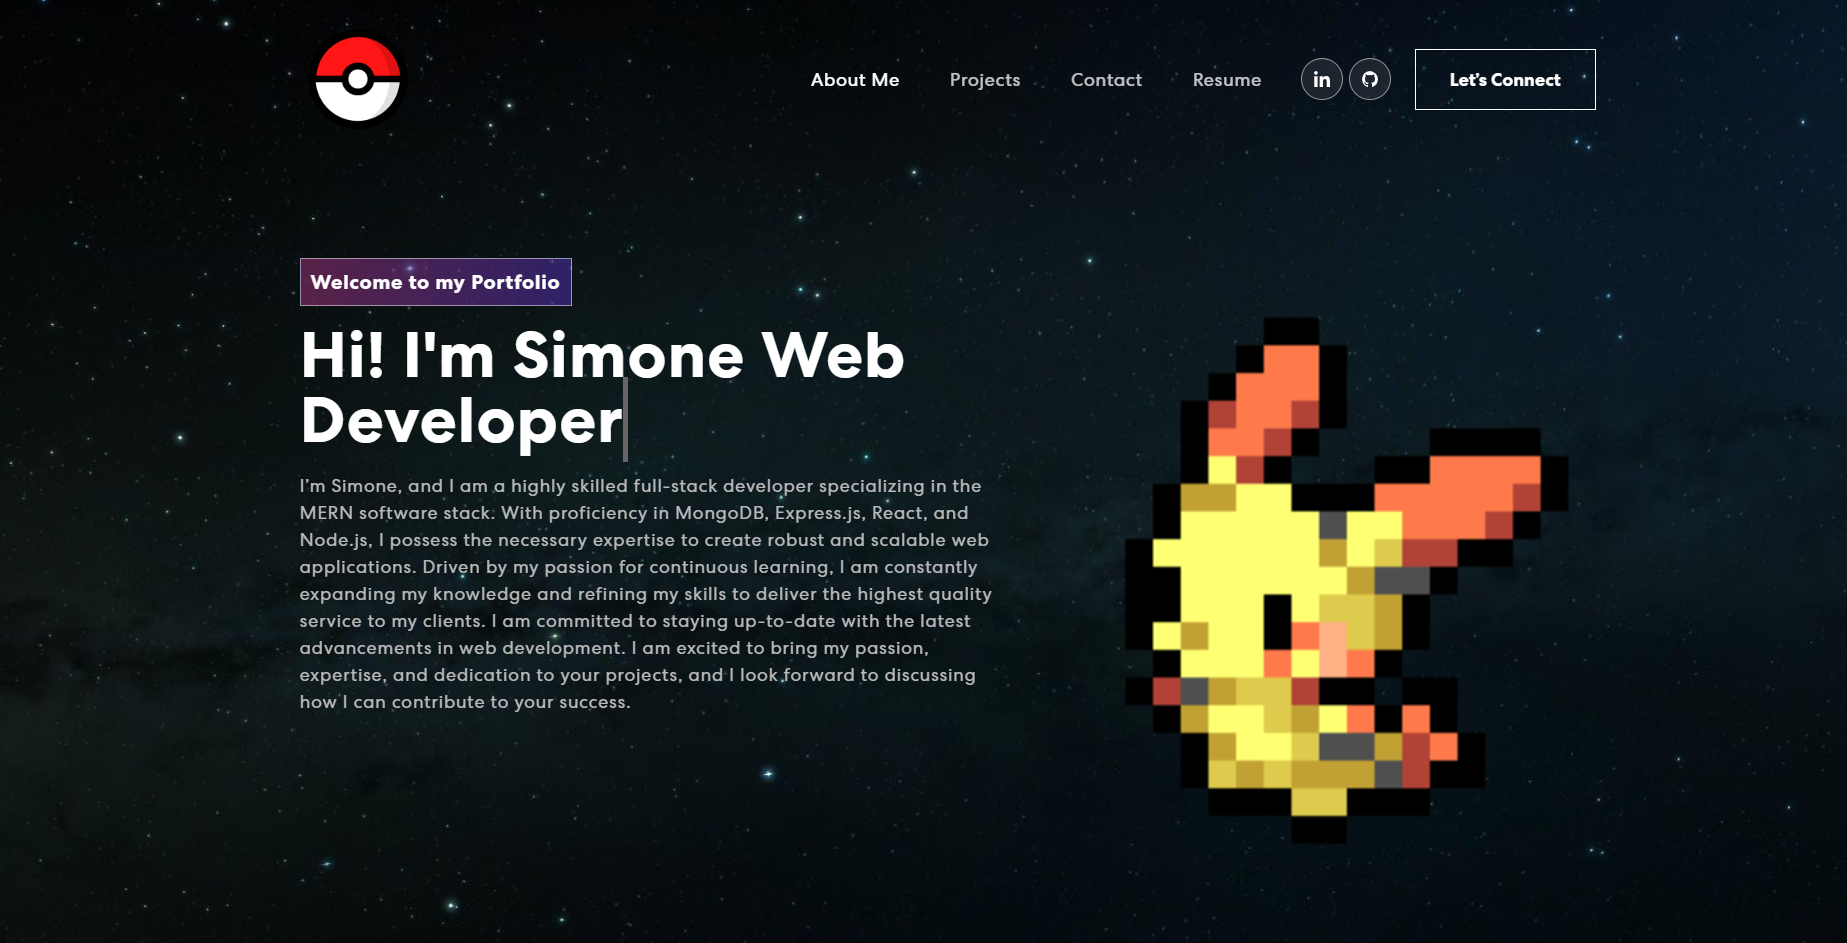 About Me
Projects
Contact
Resume
in
Let’s Connect
Welcome to my Portfolio
Hi! I'm Simone Web
Developer
I’m Simone, and I am a highly skilled full-stack developer specializing in the
MERN software stack. With proficiency in MongoDB, Express.js, React, and
Node.js, I possess the necessary expertise to create robust and scalable web
applications. Driven by my passion for continuous learning, I am constantly
expanding my knowledge and refining my skills to deliver the highest quality
service to my clients. I am committed to staying up-to-date with the latest
advancements in web development. I am excited to bring my passion,
expertise, and dedication to your projects, and I look forward to discussing
how I can contribute to your success.